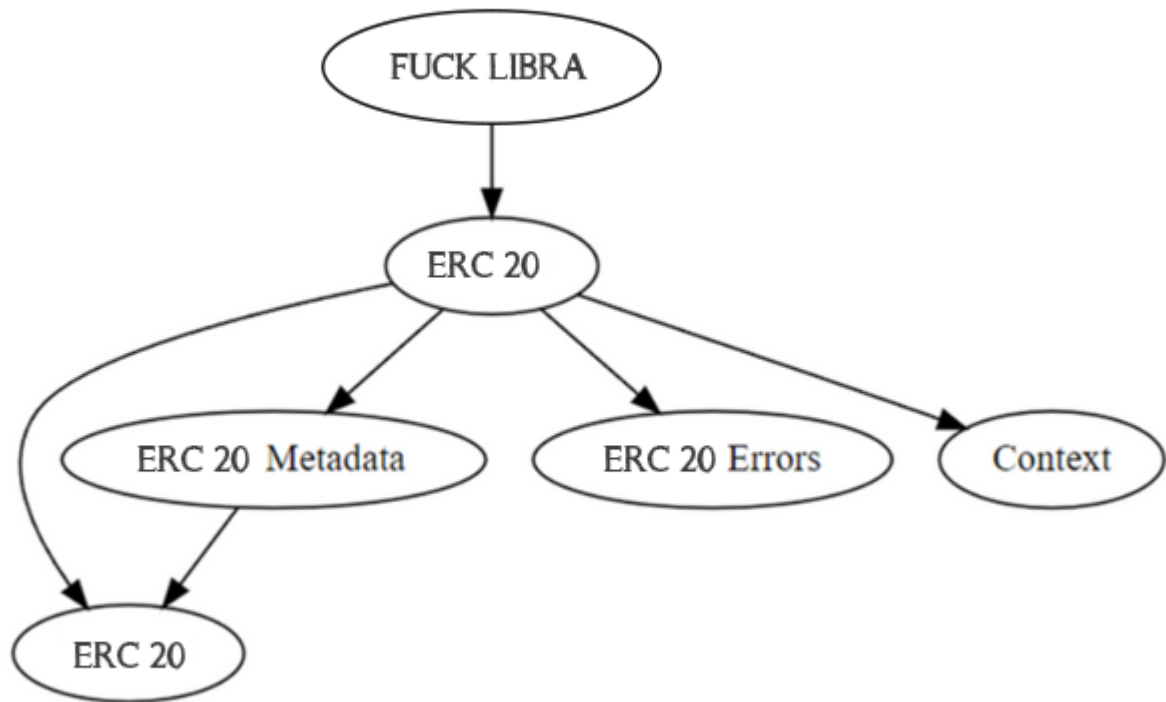 FUCK LIBRA
ERC 20
ERC 20 Metadata
ERC 20 Errors
Context
ERC 20